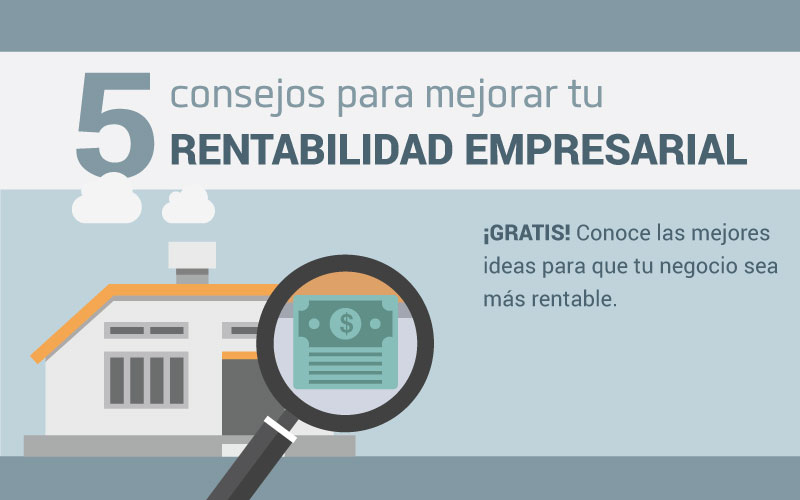 5 consejos para mejorar tu
RENTABILIDAD EMPRESARIAL
¡GRATIS! Conoce las mejores
ideas para que tu negocio sea
más rentable.
$